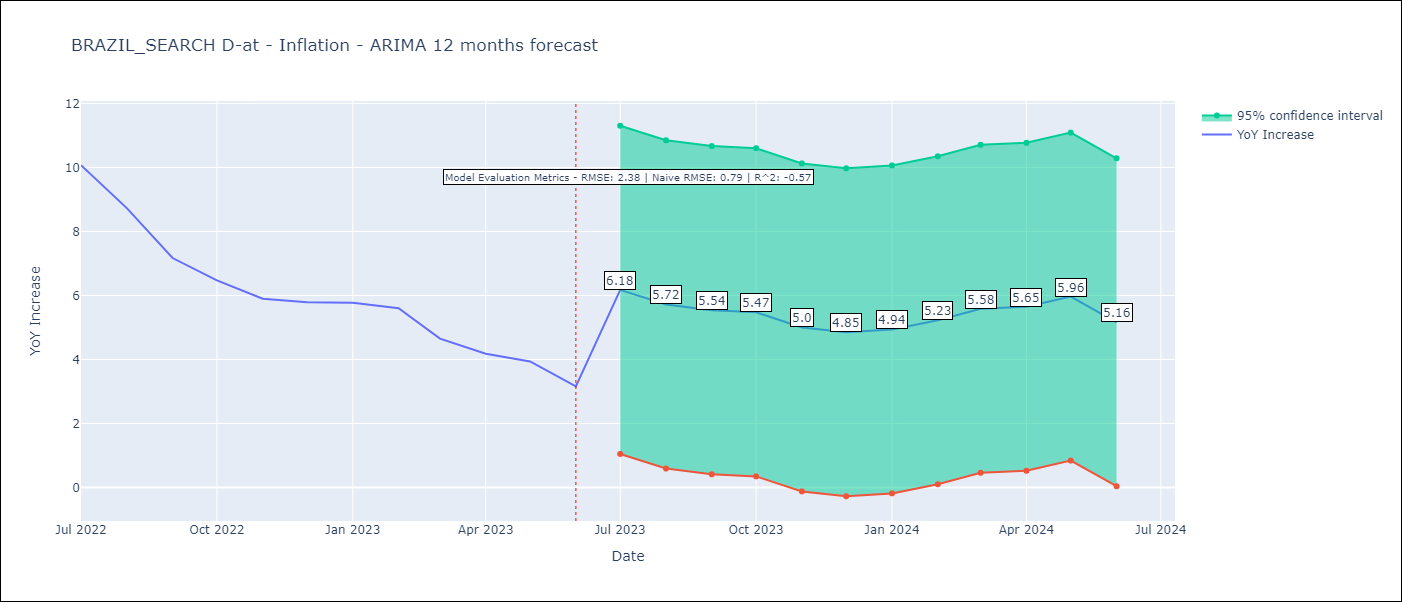 BRAZIL_SEARCH D-at - Inflation - ARIMA 12 months forecast
95% confidence interval
YoY Increase
Model Evaluation Metrics - RMSE: 2.38 | Naive RMSE: 0.79 | R^2: -0.57
12
10
8
6
4
2
0
YoY Increase
6.18
5.72
5.54
5.47
5.0
4.85
4.94
5.23
5.58
5.65
5.96
5.16
Jul 2022
Oct 2022
Jan 2023
Apr 2023
Jul 2023
Oct 2023
Jan 2024
Apr 2024
Jul 2024
Date